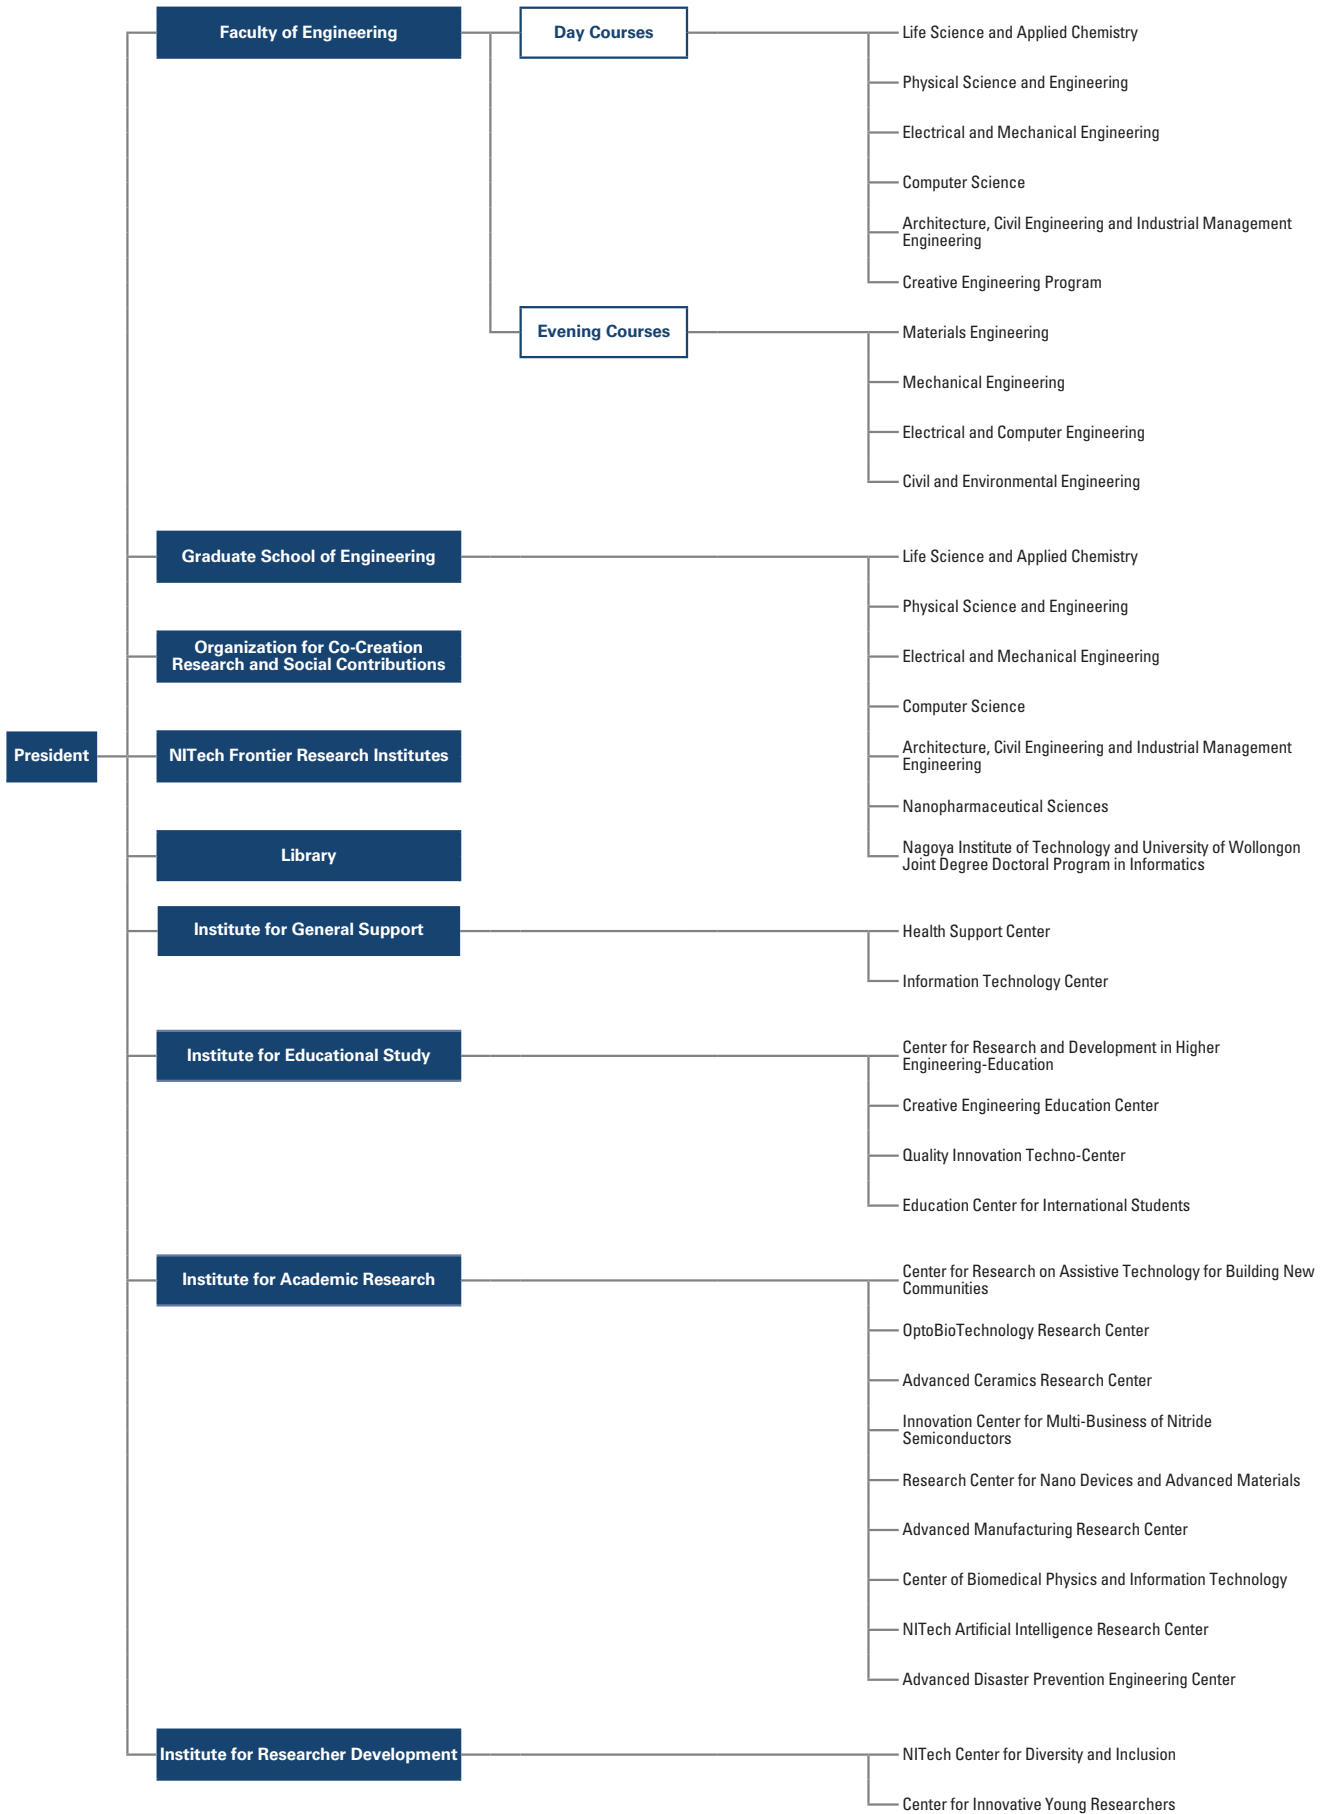 Faculty of Engineering
Day Courses
Life Science and Applied Chemistry
Physical Science and Engineering
Electrical and Mechanical Engineering
Computer Science
Architecture, Civil Engineering and Industrial Management
Engineering
Creative Engineering Program
Evening Courses
Materials Engineering
Mechanical Engineering
Electrical and Computer Engineering
Civil and Environmental Engineering
Graduate School of Engineering
Life Science and Applied Chemistry
Physical Science and Engineering
Organization for Co-Creation
Research and Social Contributions
Electrical and Mechanical Engineering
Computer Science
President
NITech Frontier Research Institutes
Architecture, Civil Engineering and Industrial Management
Engineering
Nanopharmaceutical Sciences
Library
Nagoya Institute of Technology and University of Wollongon
Joint Degree Doctoral Program in Informatics
Institute for General Support
Health Support Center
Information Technology Center
Institute for Educational Study
Center for Research and Development in Higher
Engineering-Education
Creative Engineering Education Center
Quality Innovation Techno-Center
Education Center for International Students
Institute for Academic Research
Center for Research on Assistive Technology for Building New
Communities
OptoBioTechnology Research Center
Advanced Ceramics Research Center
Innovation Center for Multi-Business of Nitride
Semiconductors
Research Center for Nano Devices and Advanced Materials
Advanced Manufacturing Research Center
Center of Biomedical Physics and Information Technology
NITech Artificial Intelligence Research Center
Advanced Disaster Prevention Engineering Center
Institute for Researcher Development
NITech Center for Diversity and Inclusion
Center for Innovative Young Researchers